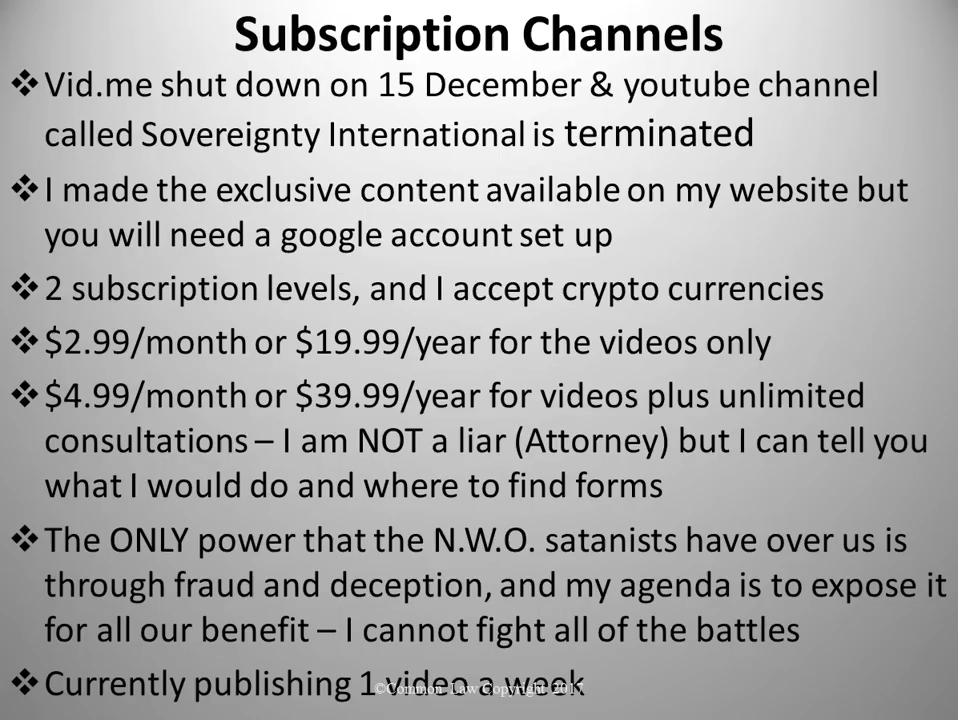 Subscription Channels
❖Vid.me shut down on 15 December & youtube channel
called Sovereignty International is terminated
❖I made the exclusive content available on my website but
you will need a google account set up
❖2 subscription levels, and I accept crypto currencies
❖$2.99/month or $19.99/year for the videos only
❖$4.99/month or $39.99/year for videos plus unlimited
consultations – I am NOT a liar (Attorney) but I can tell you
what I would do and where to find forms
❖The ONLY power that the N.W.O. satanists have over us is
through fraud and deception, and my agenda is to expose it
for all our benefit – I cannot fight all of the battles
❖Currently publishing 1 video a week
©Common Law Copyright 2017